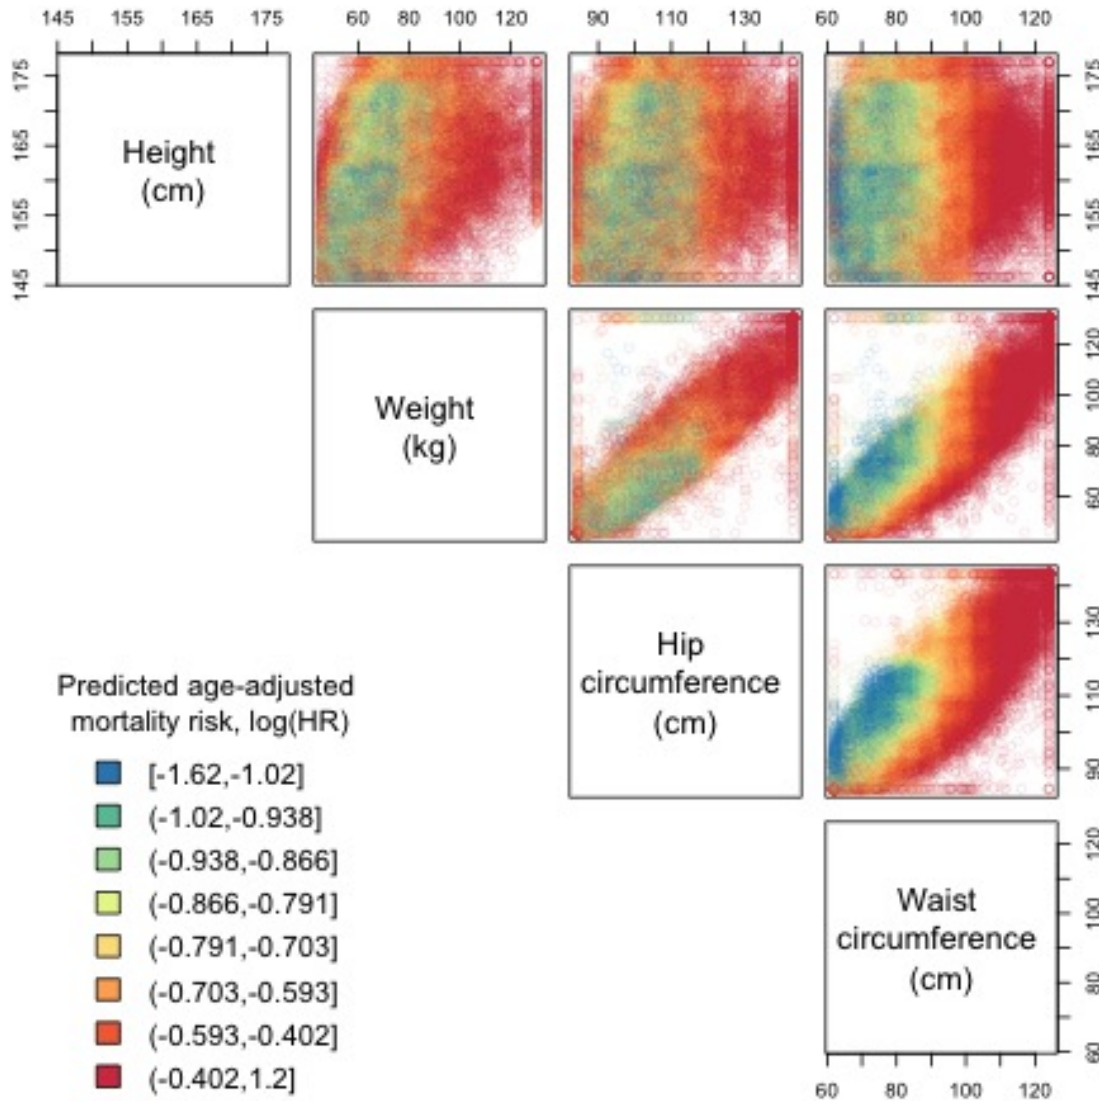 145 155 165 175
60 80 100 120
90 110 130
60 80 100 120
145 155 165 175
Height
(cm)
145 155 165 175
Weight
(kg)
60 80 100 120
Hip
circumference
(cm)
90 110 130
Predicted age-adjusted
mortality risk, log(HR)
[-1.62,-1.02]
(-1.02,-0.938]
(-0.938,-0.866]
(-0.866,-0.791]
(-0.791,-0.703]
(-0.703,-0.593]
(-0.593,-0.402]
(-0.402,1.2]
Waist
circumference
(cm)
60 80 100 120
60 80 100 120